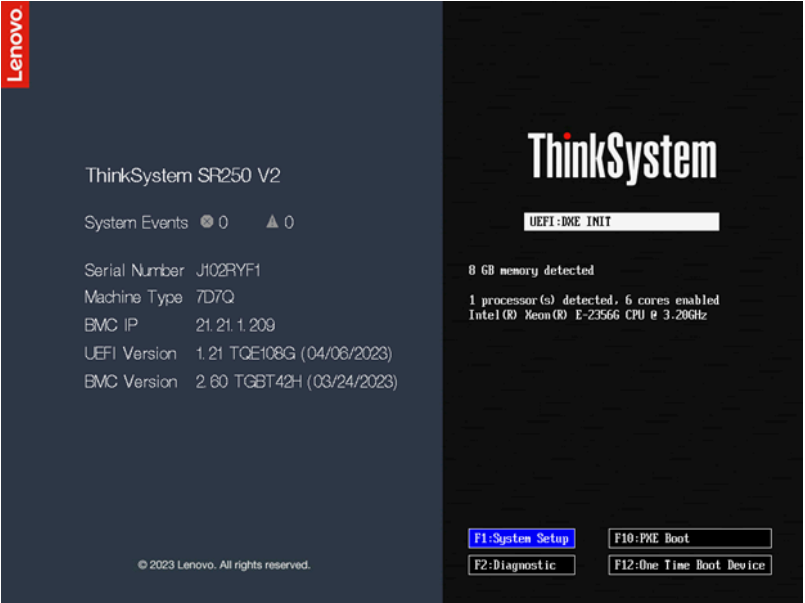 Lenovo
ThinkSystem SR250 V2
System Events 0 0
Serial Number J102RYF1
Machine Type 7D7Q
BMC IP 21.21.1.209
UEFI Version 1.21 TQE108G (04/06/2023)
BMC Version 2.60 TGBT42H (03/24/2023)
© 2023 Lenovo. All rights reserved.
ThinkSystem
UEFI:DXE INIT
8 GB memory detected
1 processor(s) detected, 6 cores enabled
Intel(R) Xeon(R) E-2356G CPU @ 3.20GHz
F1:System Setup F10:PXE Boot
F2:Diagnostic F12:One Time Boot Device